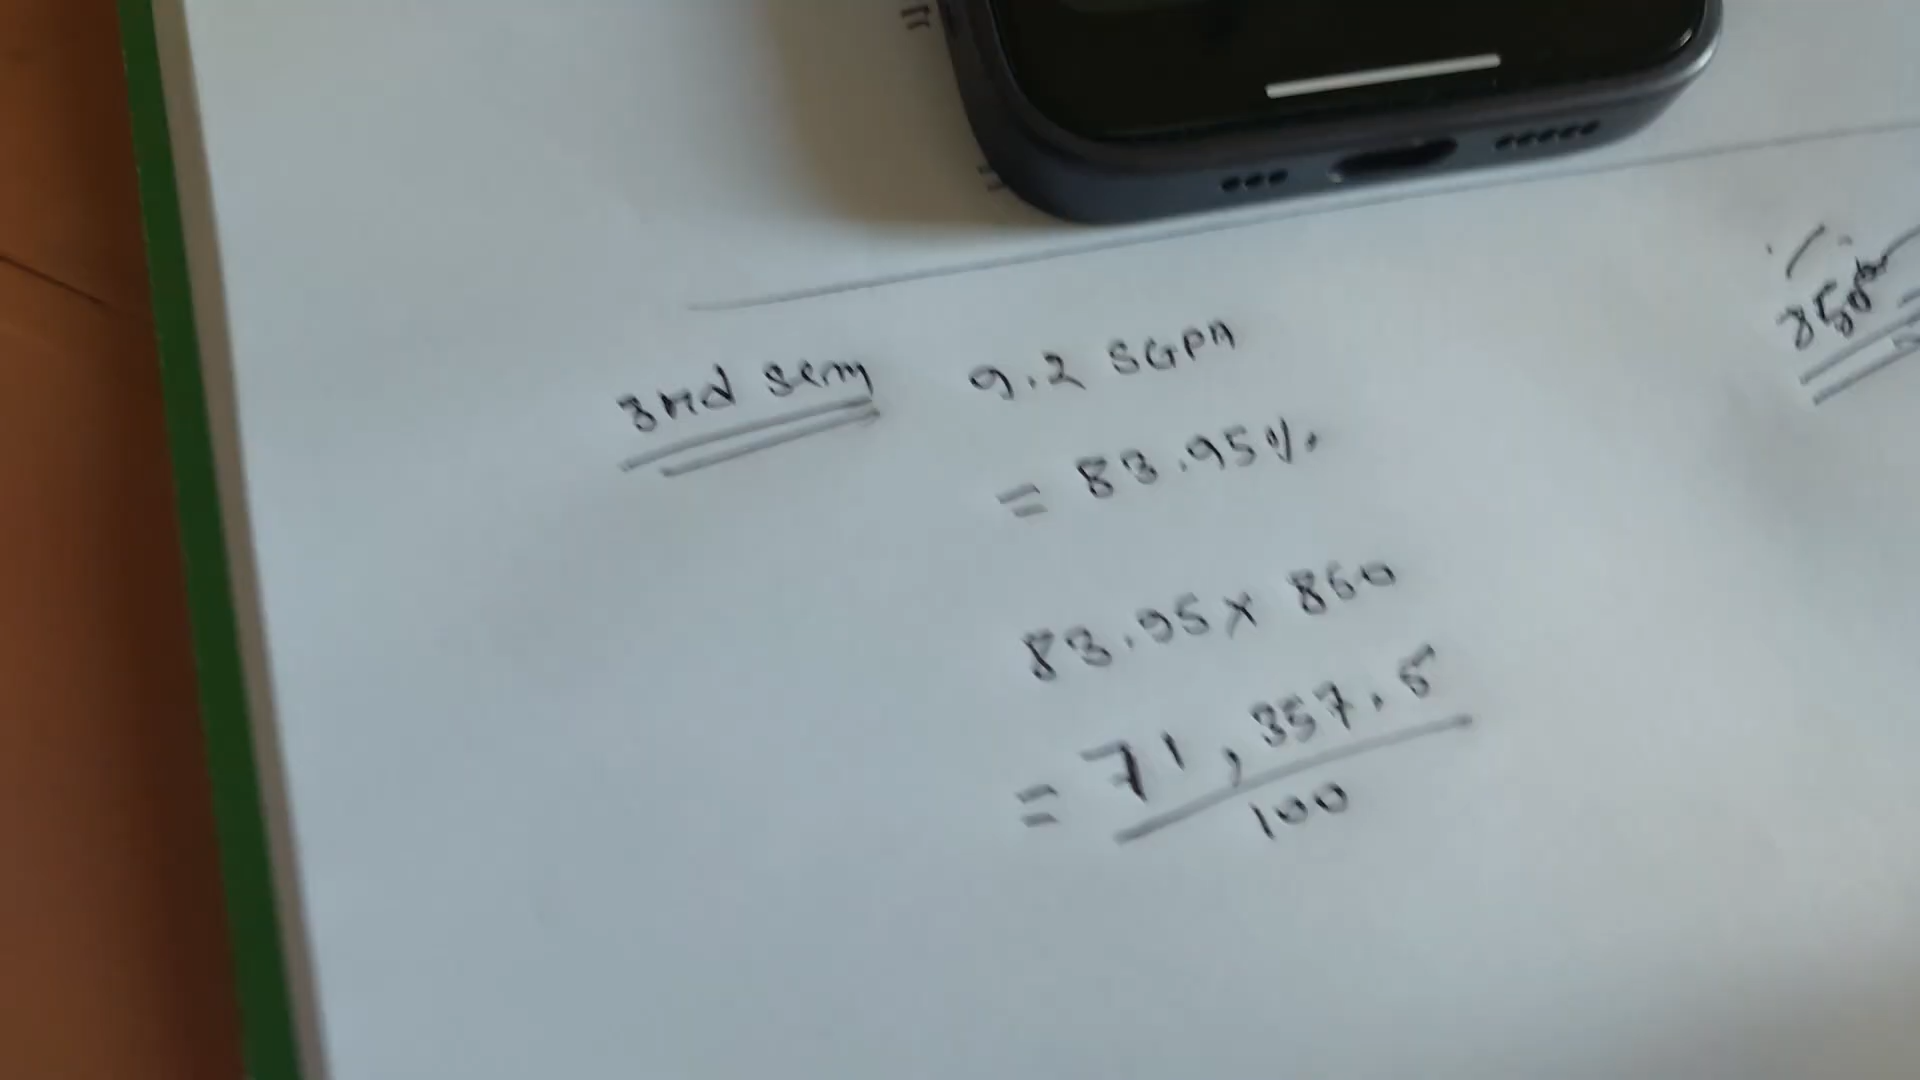 3rd Sem 9.2 SGPA
= 83.95%
83.95 x 850
= 71,357.5
100